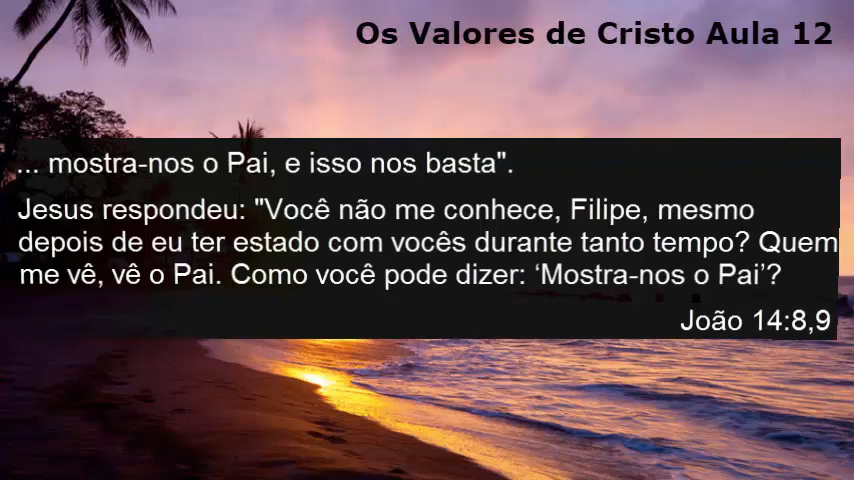 Os Valores de Cristo Aula 12
... mostra-nos o Pai, e isso nos basta".
Jesus respondeu: "Você não me conhece, Filipe, mesmo
depois de eu ter estado com vocês durante tanto tempo? Quem
me vê, vê o Pai. Como você pode dizer: ‘Mostra-nos o Pai’?
João 14:8,9